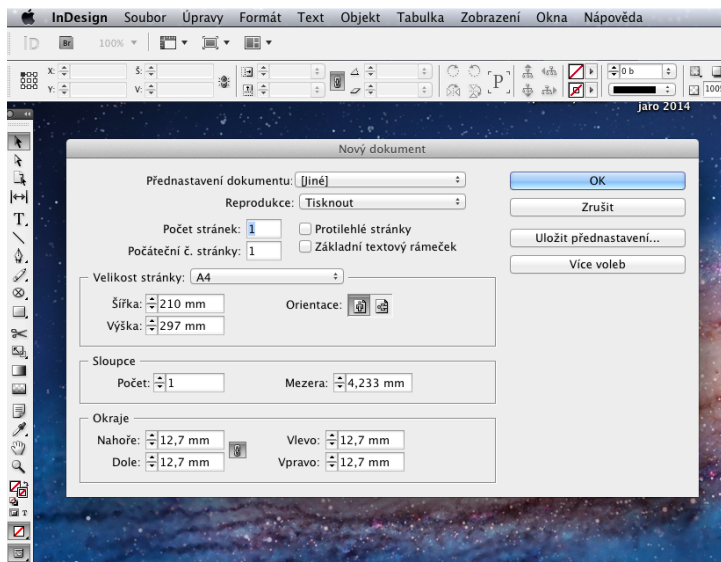 InDesign Soubor Úpravy Formát Text Objekt Tabulka Zobrazení Okna Nápověda
ID Br 100%
X: Š: 0 b
Y: V: P 100%
jaro 2014
Nový dokument
Přednastavení dokumentu: [Jiné] OK
Reprodukce: Tisknout Zrušit
Počet stránek: 1 Protilehlé stránky
Počáteční č. stránky: 1 Základní textový rámeček Uložit přednastavení...
Více voleb
Velikost stránky: A4
Šířka: 210 mm Orientace:
Výška: 297 mm
Sloupce
Počet: 1 Mezera: 4,233 mm
Okraje
Nahoře: 12,7 mm Vlevo: 12,7 mm
Dole: 12,7 mm Vpravo: 12,7 mm